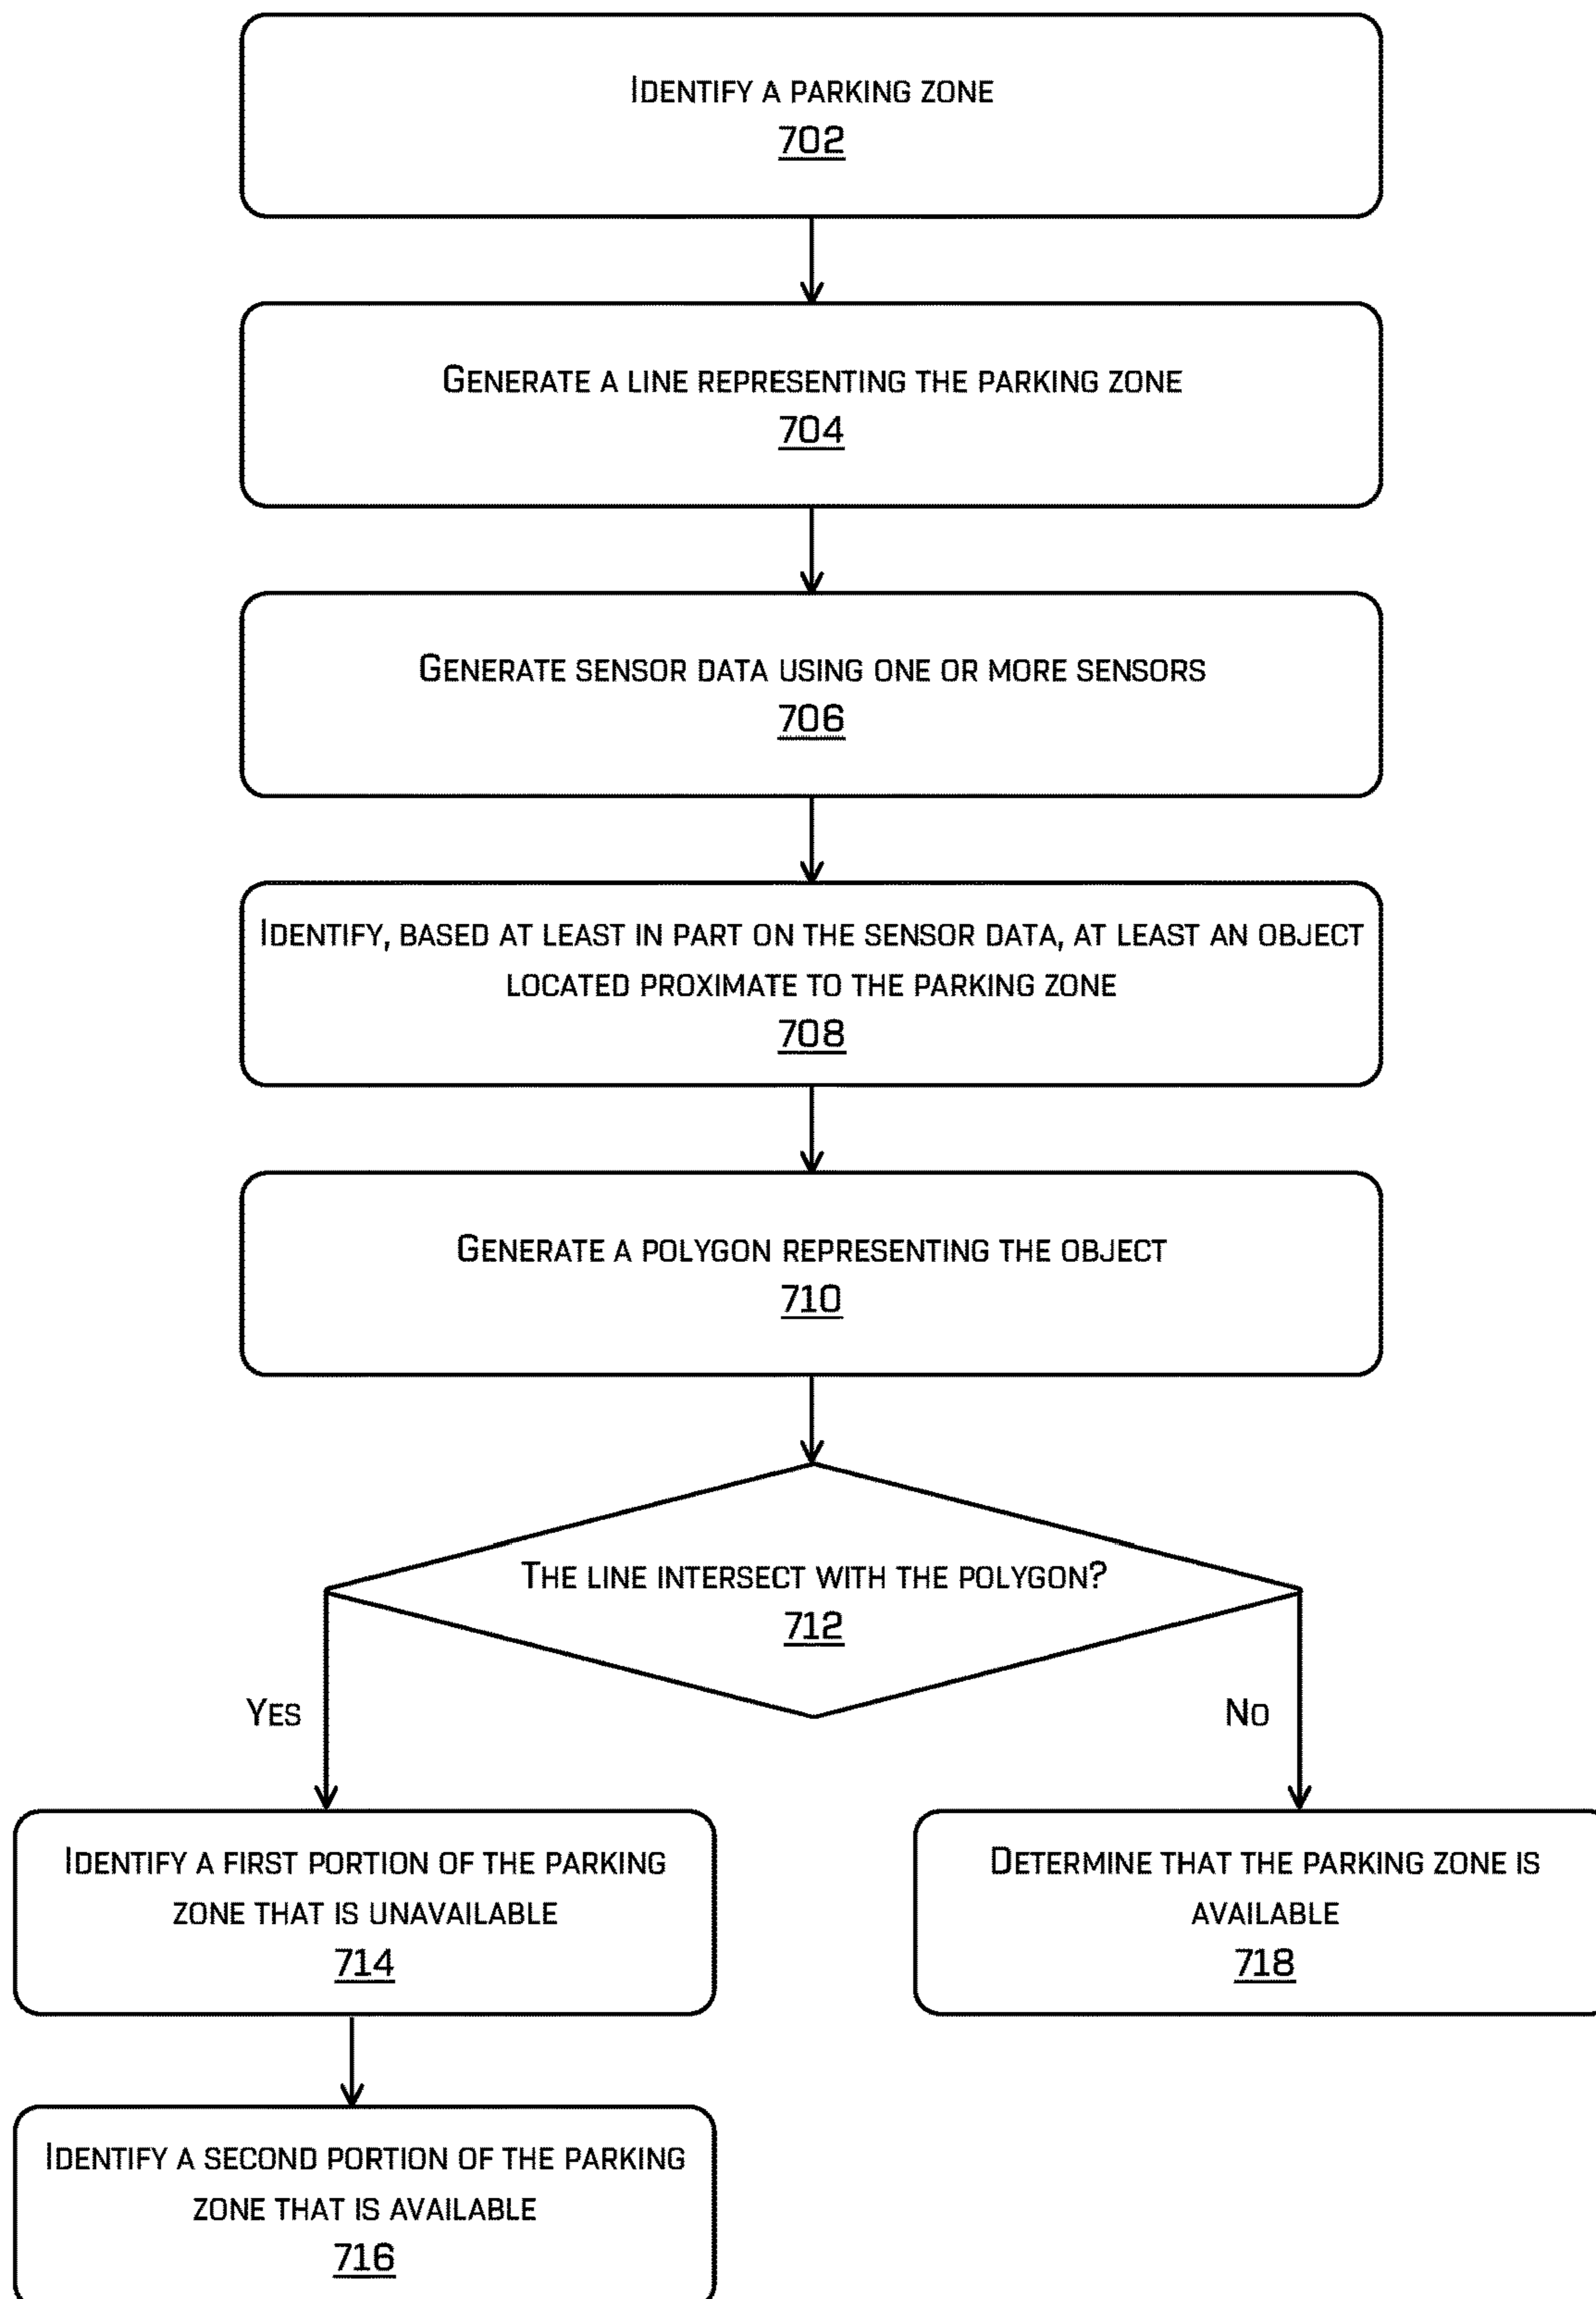 IDENTIFY A PARKING ZONE
702
GENERATE A LINE REPRESENTING THE PARKING ZONE
704
GENERATE SENSOR DATA USING ONE OR MORE SENSORS
706
IDENTIFY, BASED AT LEAST IN PART ON THE SENSOR DATA, AT LEAST AN OBJECT
LOCATED PROXIMATE TO THE PARKING ZONE
708
GENERATE A POLYGON REPRESENTING THE OBJECT
710
THE LINE INTERSECT WITH THE POLYGON?
712
YES
NO
IDENTIFY A FIRST PORTION OF THE PARKING
ZONE THAT IS UNAVAILABLE
714
DETERMINE THAT THE PARKING ZONE IS
AVAILABLE
718
IDENTIFY A SECOND PORTION OF THE PARKING
ZONE THAT IS AVAILABLE
716